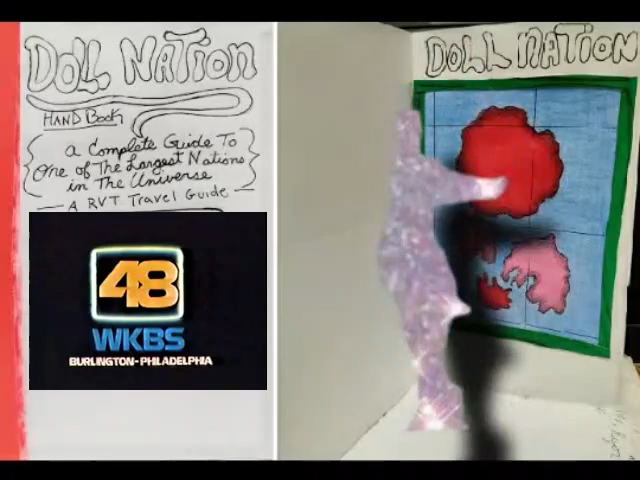 DOLL NATION
HAND BOOK
a Complete Guide To
One of The Largest Nations
in The Universe
A RVT Travel Guide
48
WKBS
BURLINGTON-PHILADELPHIA
DOLL NATION